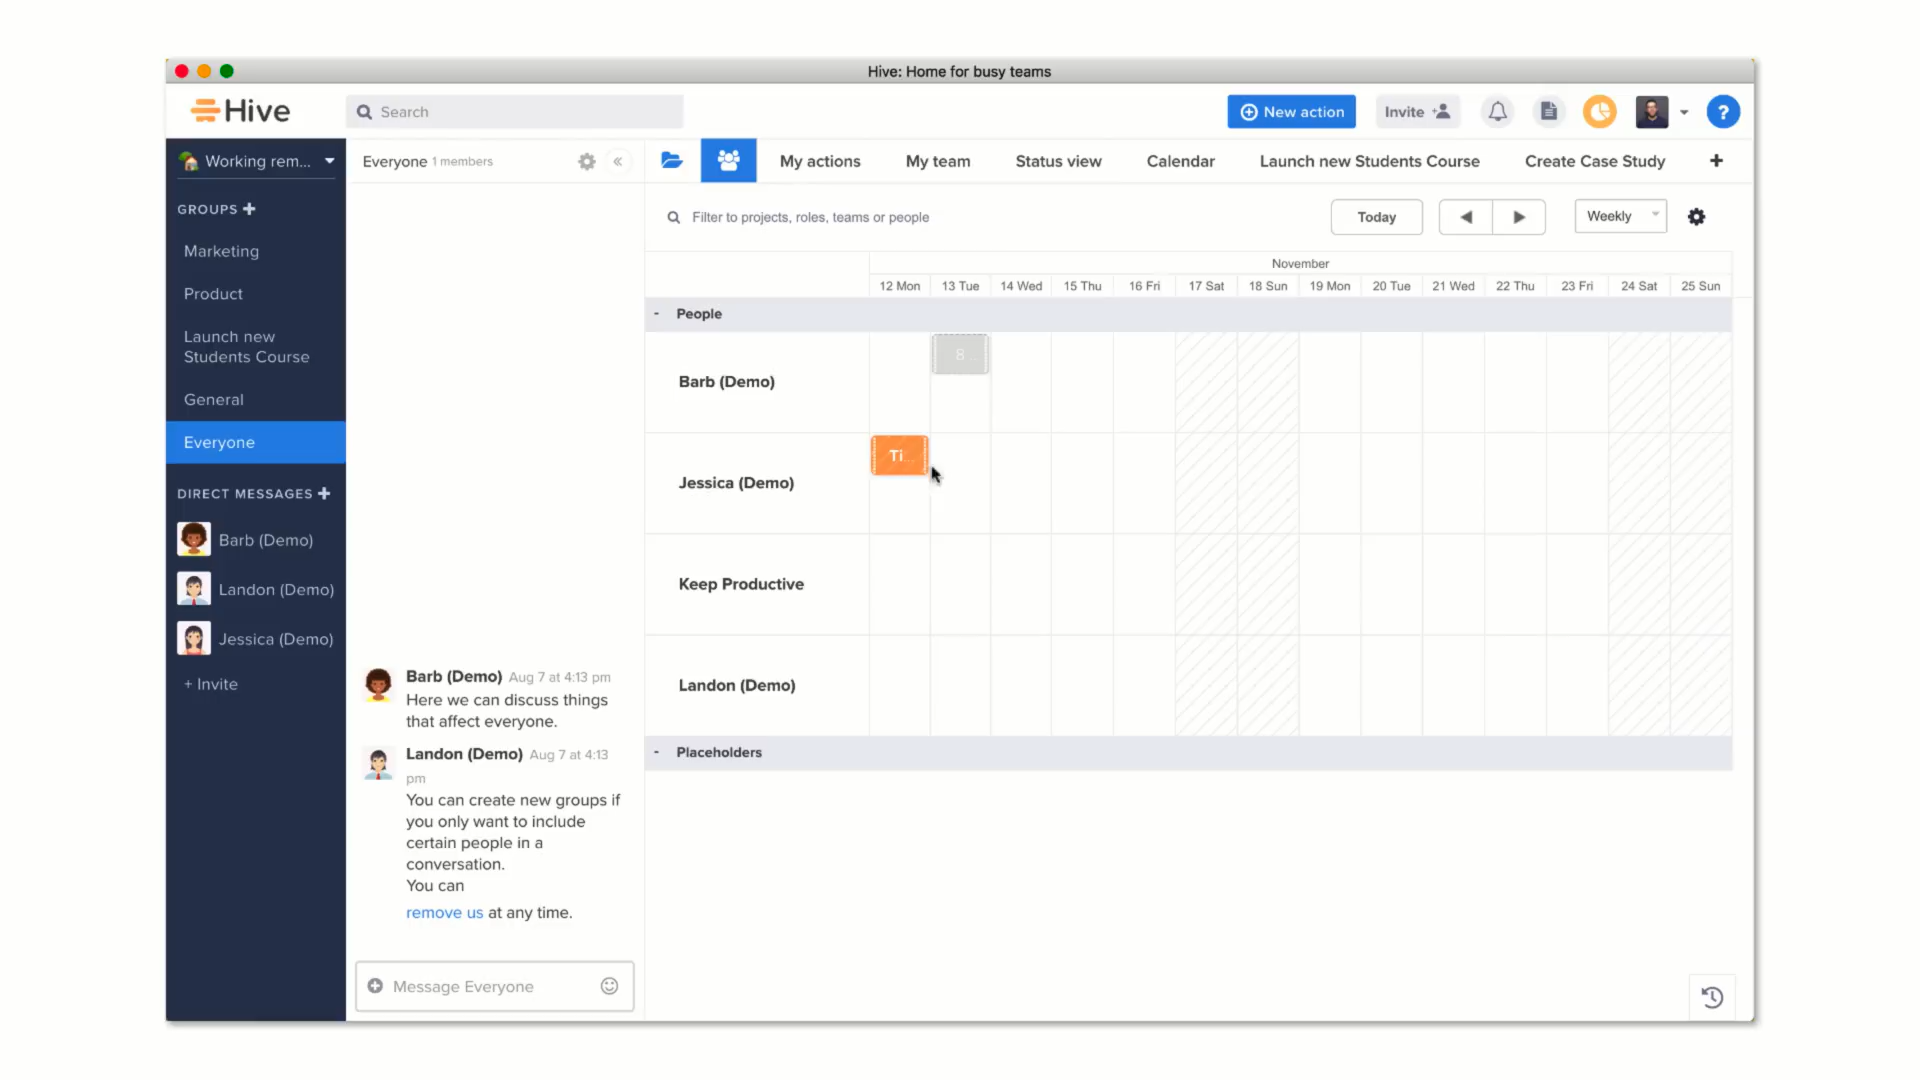 Hive: Home for busy teams
Hive
Search
New action
Invite
?
Working rem...
Everyone 1 members
My actions
My team
Status view
Calendar
Launch new Students Course
Create Case Study
GROUPS
Marketing
Product
Launch new
Students Course
General
Everyone
DIRECT MESSAGES
Barb (Demo)
Landon (Demo)
Jessica (Demo)
+ Invite
Barb (Demo) Aug 7 at 4:13 pm
Here we can discuss things
that affect everyone.
Landon (Demo) Aug 7 at 4:13
pm
You can create new groups if
you only want to include
certain people in a
conversation.
You can
remove us at any time.
Message Everyone
Filter to projects, roles, teams or people
Today
Weekly
November
12 Mon
13 Tue
14 Wed
15 Thu
16 Fri
17 Sat
18 Sun
19 Mon
20 Tue
21 Wed
22 Thu
23 Fri
24 Sat
25 Sun
- People
Barb (Demo)
8...
Jessica (Demo)
Ti...
Keep Productive
Landon (Demo)
- Placeholders